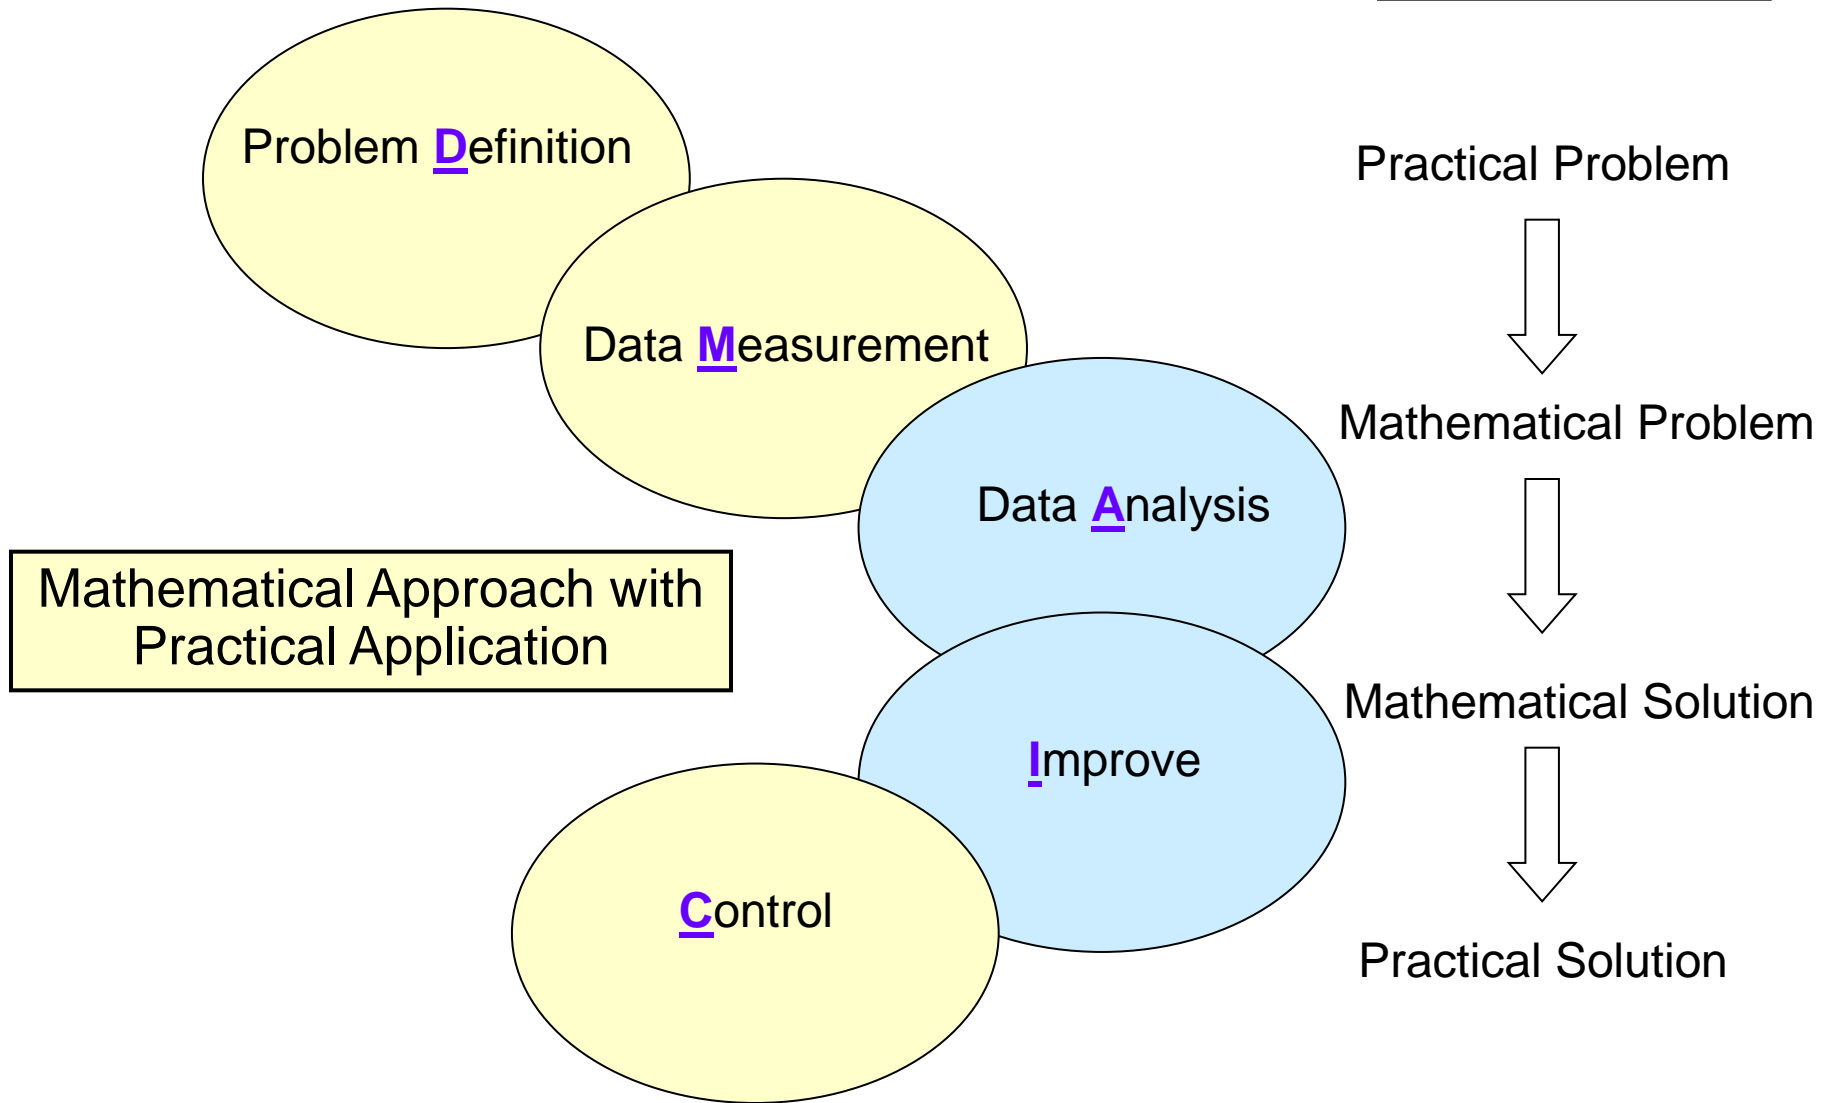 Problem Definition
Data Measurement
Data Analysis
Improve
Control
Mathematical Approach with
Practical Application
Practical Problem
Mathematical Problem
Mathematical Solution
Practical Solution